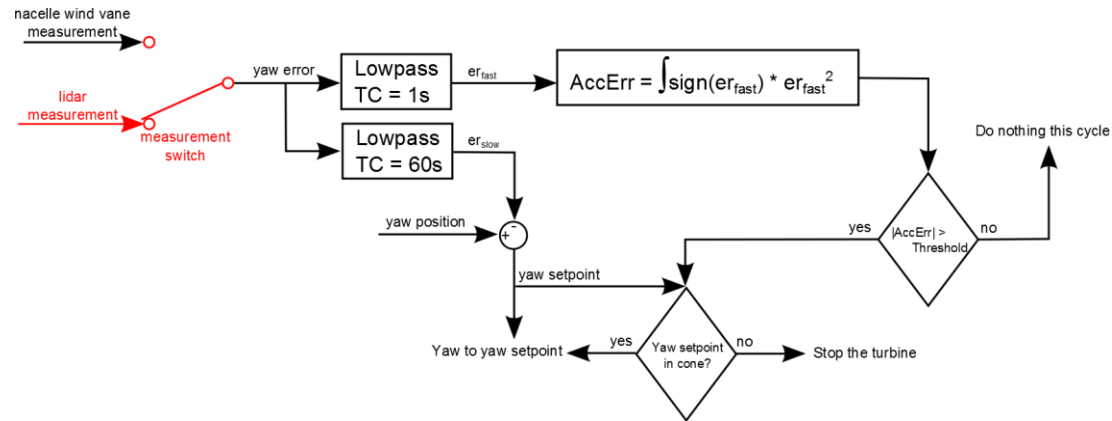 nacelle wind vane
measurement
lidar
measurement
measurement
switch
yaw error
Lowpass
TC = 1s
er_fast
AccErr = ∫sign(er_fast) * er_fast²
Lowpass
TC = 60s
er_slow
Do nothing this cycle
yaw position
+
-
yes
|AccErr| >
Threshold
no
yaw setpoint
Yaw to yaw setpoint
yes
Yaw setpoint
in cone?
no
Stop the turbine